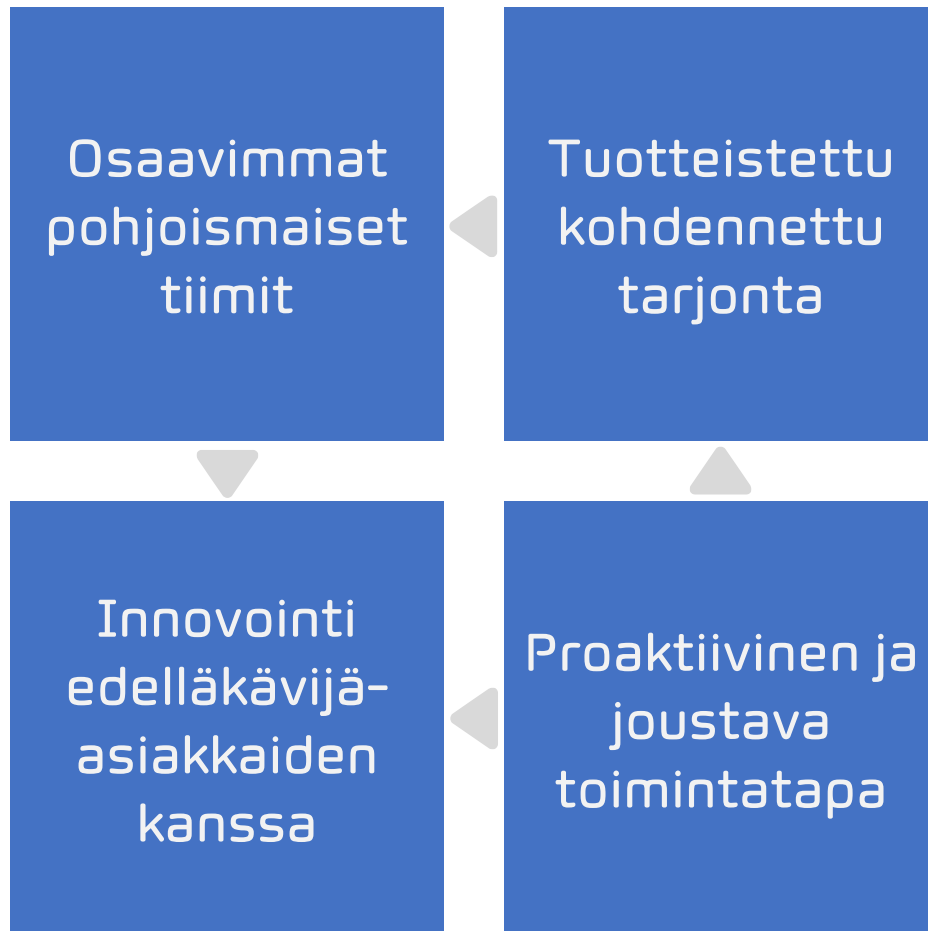 Osaavimmat
pohjoismaiset
tiimit
Tuotteistettu
kohdennettu
tarjonta
Innovointi
edelläkävijä-
asiakkaiden
kanssa
Proaktiivinen ja
joustava
toimintatapa